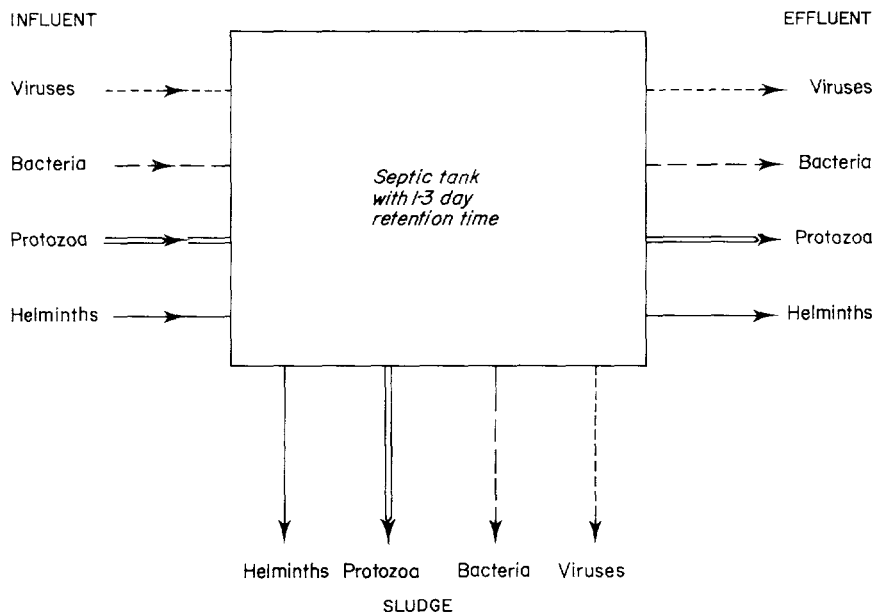 INFLUENT
EFFLUENT
Viruses
Viruses
Bacteria
Bacteria
Septic tank
with 1-3 day
retention time
Protozoa
Protozoa
Helminths
Helminths
Helminths Protozoa Bacteria Viruses
SLUDGE